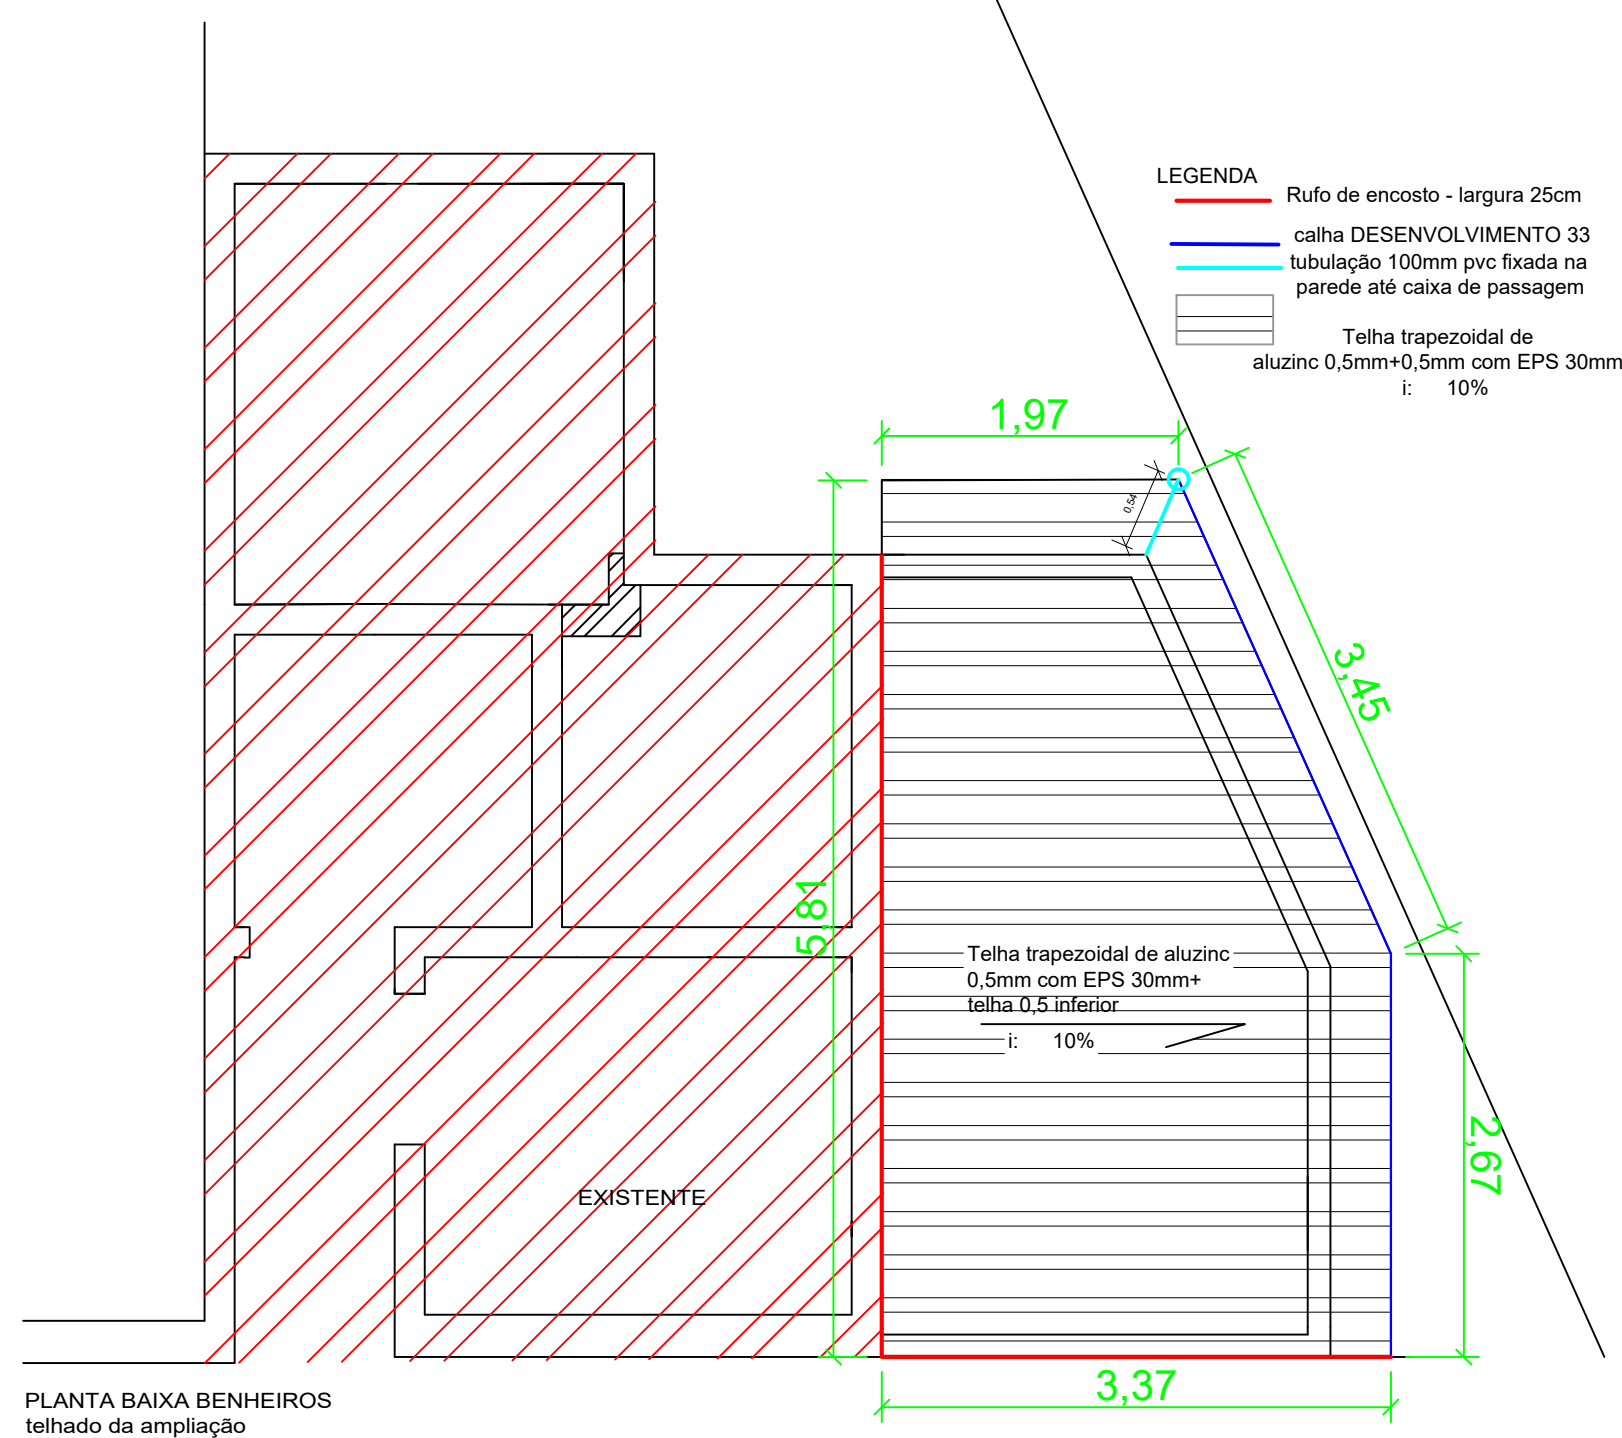 LEGENDA
Rufo de encosto - largura 25cm
calha DESENVOLVIMENTO 33
tubulação 100mm pvc fixada na
parede até caixa de passagem
Telha trapezoidal de
aluzinc 0,5mm+0,5mm com EPS 30mm
i: 10%
1,97
0,54
3,45
5,81
Telha trapezoidal de aluzinc
0,5mm com EPS 30mm+
telha 0,5 inferior
i: 10%
2,67
EXISTENTE
3,37
PLANTA BAIXA BENHEIROS
telhado da ampliação